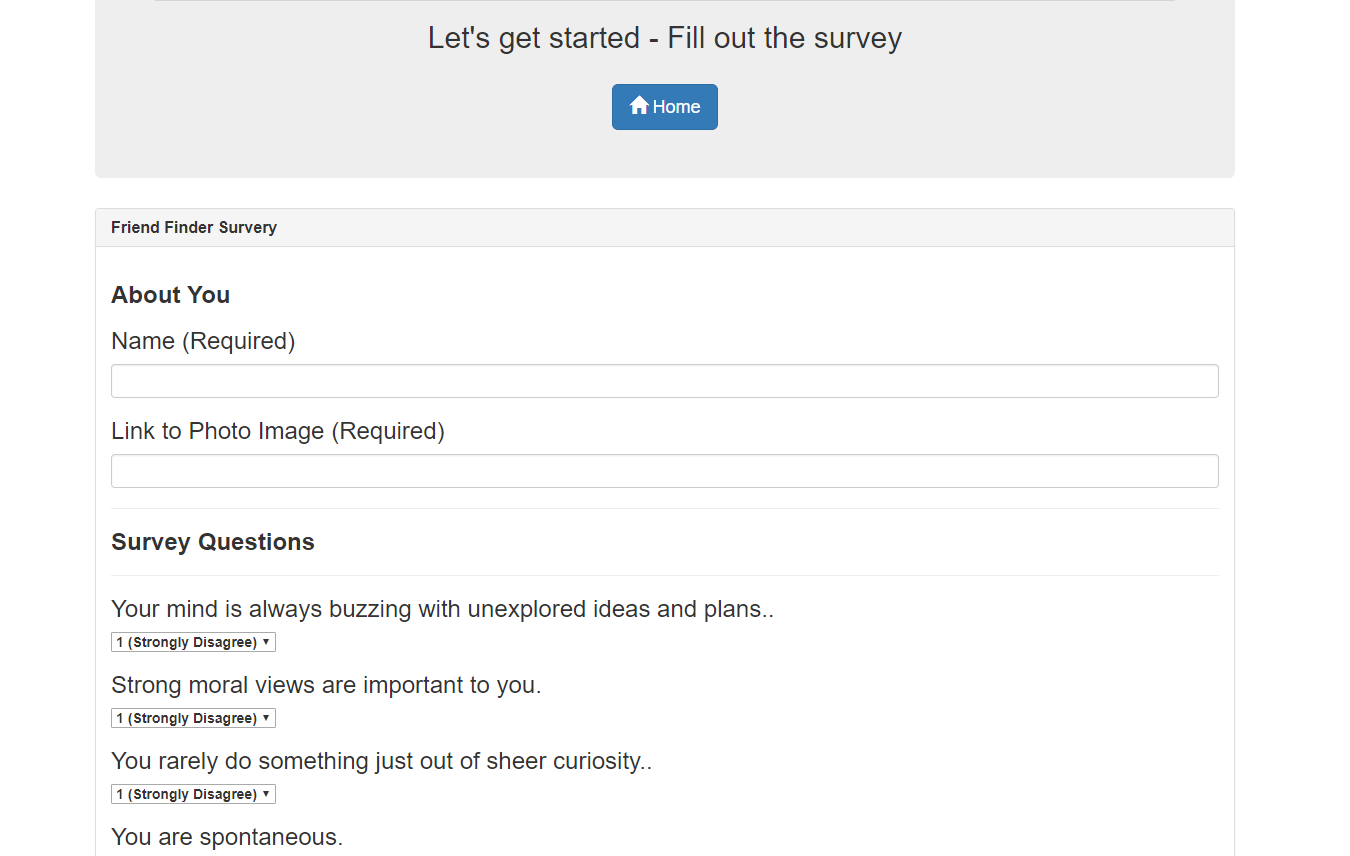 Let's get started - Fill out the survey
Home
Friend Finder Survery
About You
Name (Required)
Link to Photo Image (Required)
Survey Questions
Your mind is always buzzing with unexplored ideas and plans..
1 (Strongly Disagree)
Strong moral views are important to you.
1 (Strongly Disagree)
You rarely do something just out of sheer curiosity..
1 (Strongly Disagree)
You are spontaneous.